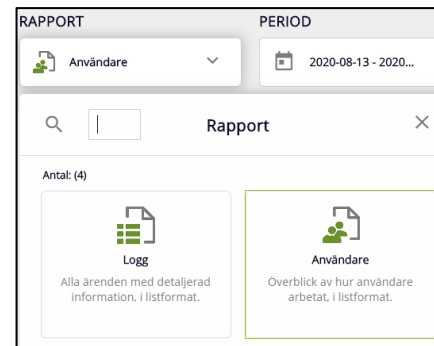 RAPPORT PERIOD
Användare 2020-08-13 - 2020...
Rapport
Antal: (4)
Logg
Alla ärenden med detaljerad
information, i listformat.
Användare
Överblick av hur användare
arbetat, i listformat.